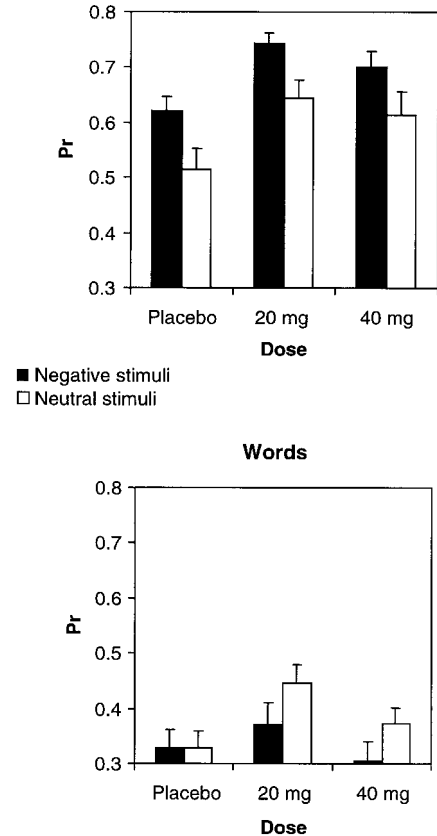 0.8
0.7
0.6
0.5
0.4
0.3
Pr
Placebo 20 mg 40 mg
Dose
Negative stimuli
Neutral stimuli
Words
0.8
0.7
0.6
0.5
0.4
0.3
Pr
Placebo 20 mg 40 mg
Dose